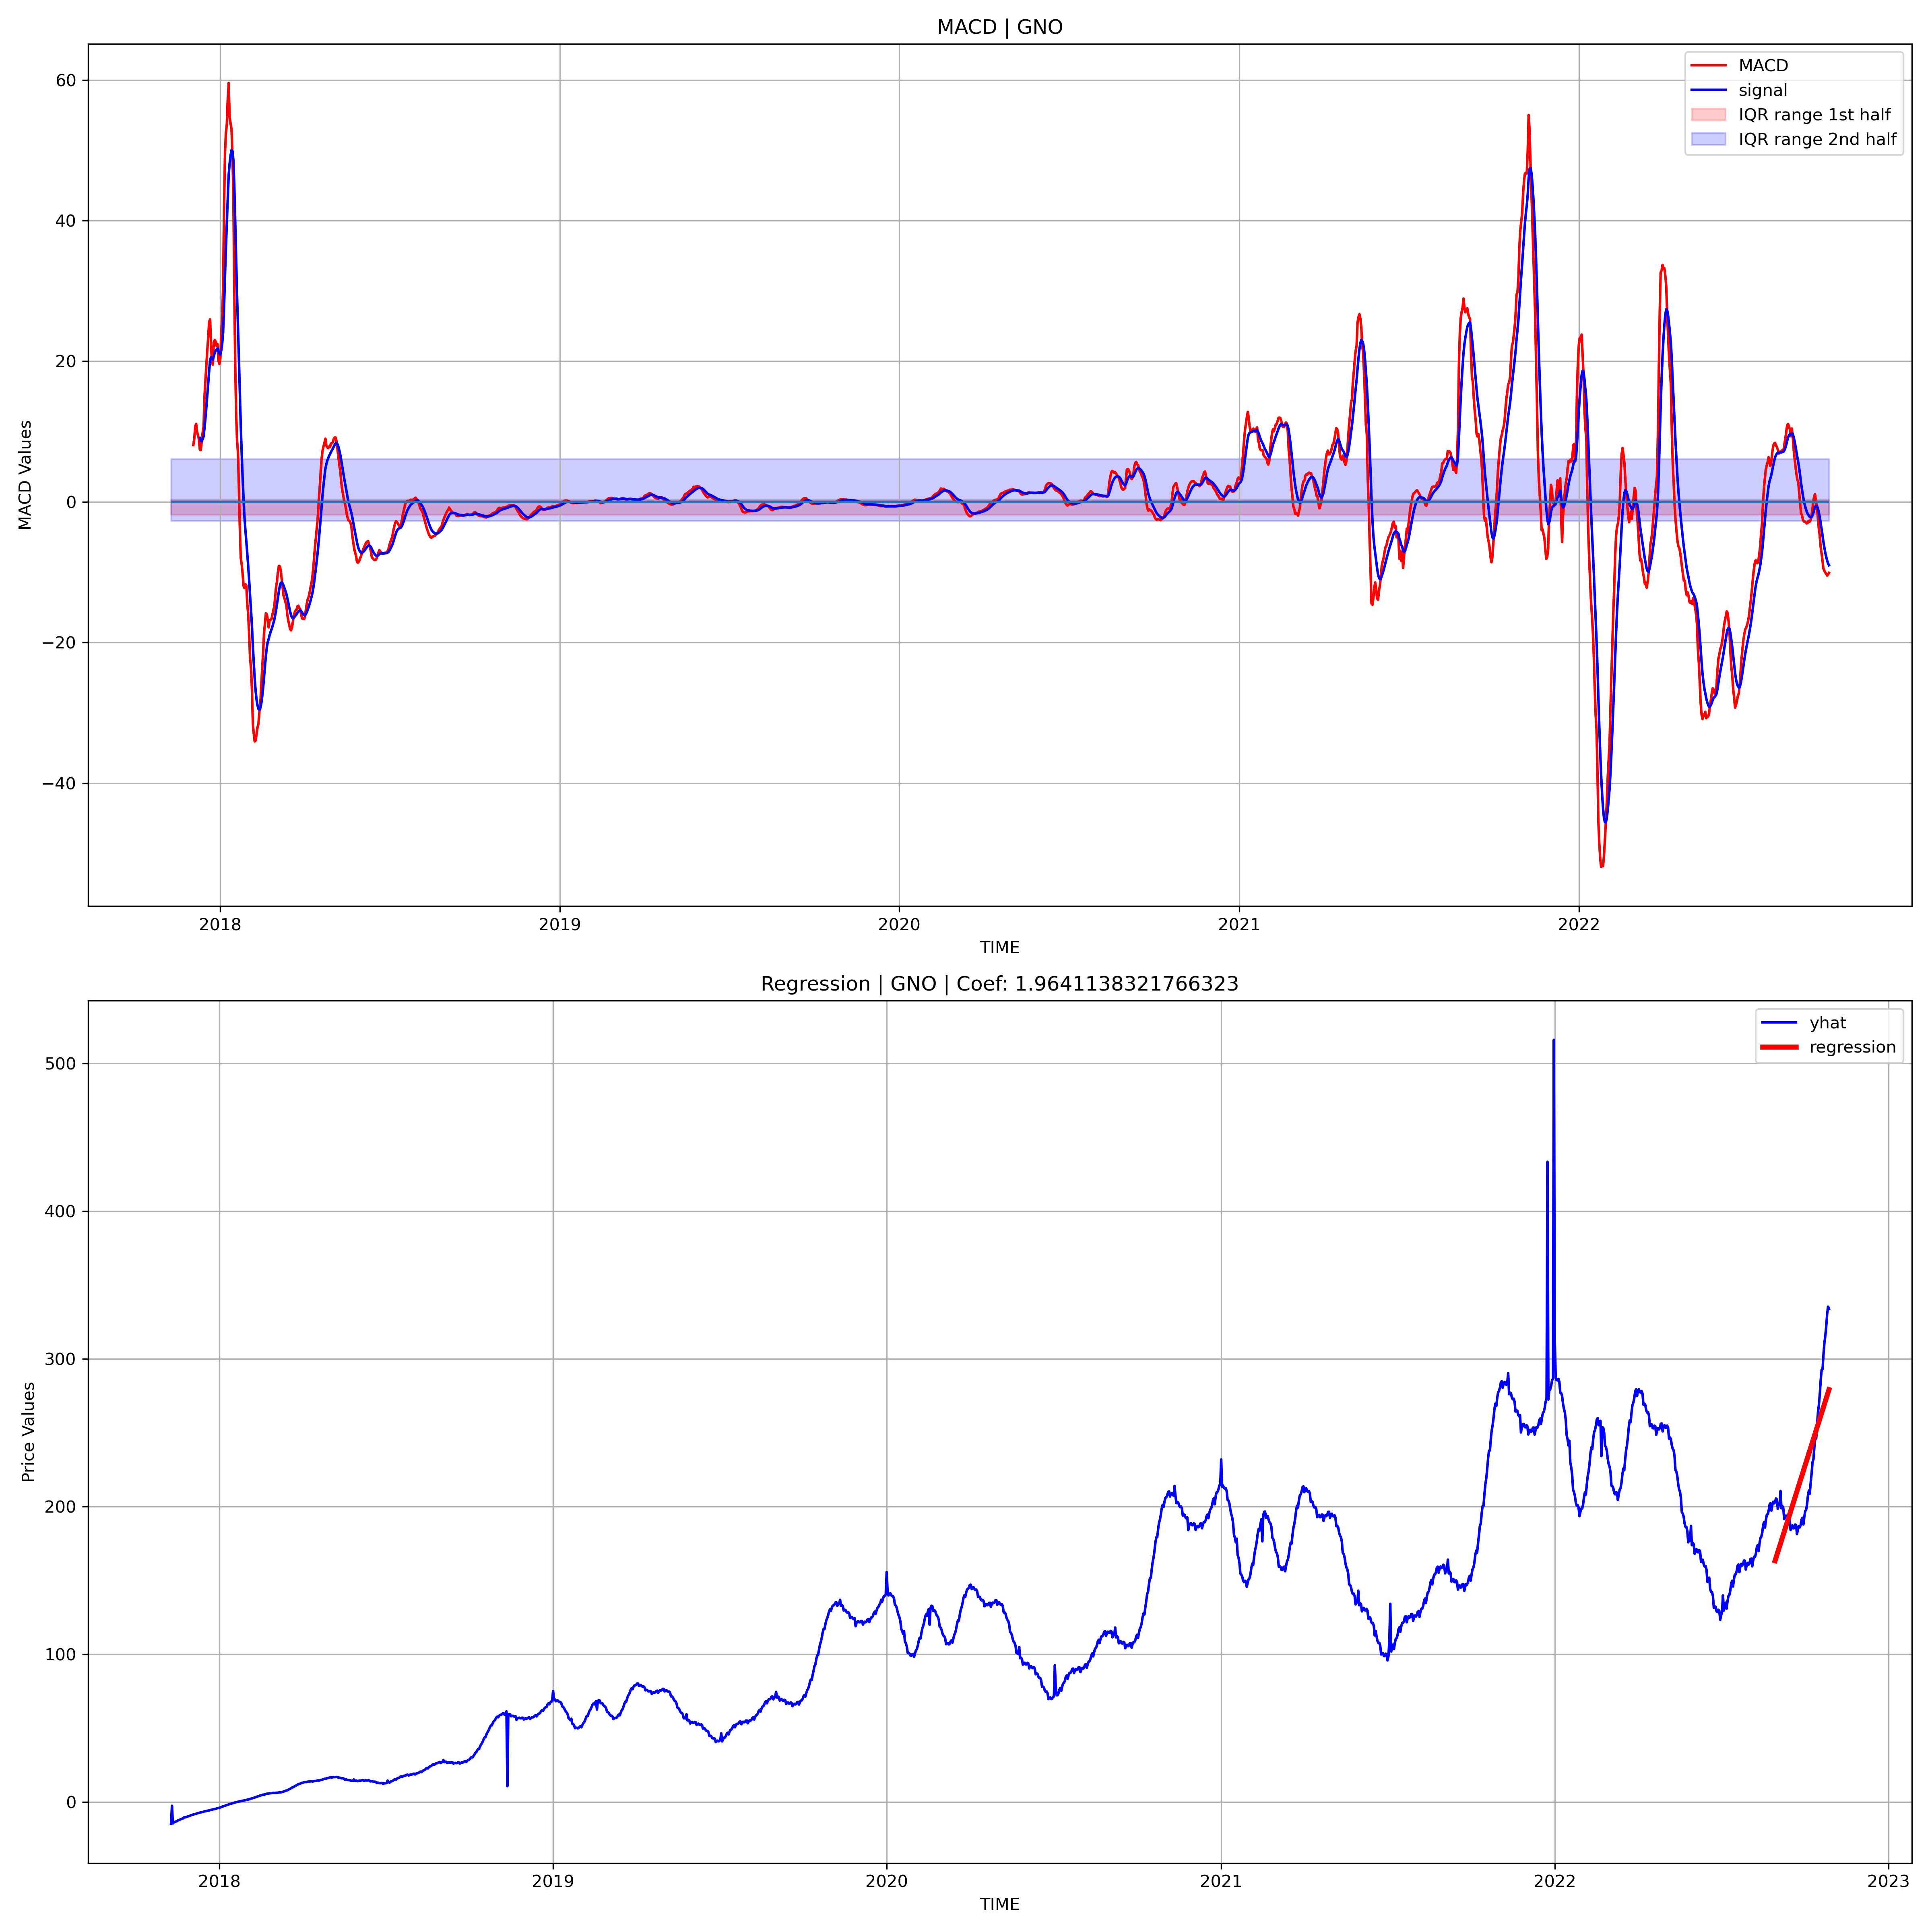 MACD | GNO
60
40
20
0
−20
−40
MACD Values
MACD
signal
IQR range 1st half
IQR range 2nd half
2018 2019 2020 2021 2022
TIME
Regression | GNO | Coef: 1.9641138321766323
500
400
300
200
100
0
Price Values
yhat
regression
2018 2019 2020 2021 2022 2023
TIME